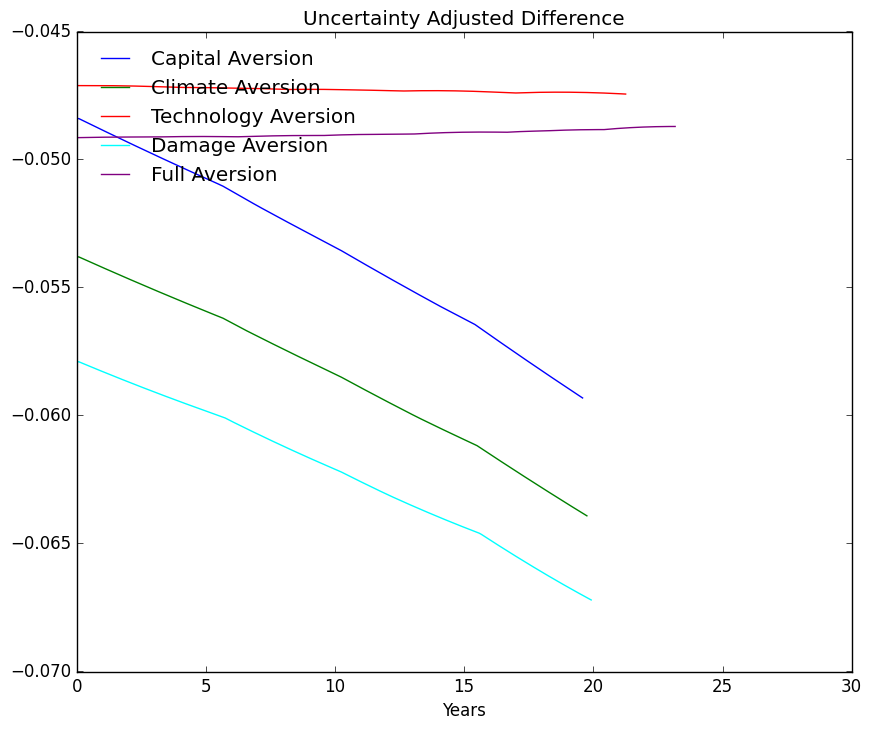 Uncertainty Adjusted Difference
−0.045
Capital Aversion
Climate Aversion
Technology Aversion
Damage Aversion
Full Aversion
−0.050
−0.055
−0.060
−0.065
−0.070
0 5 10 15 20 25 30
Years